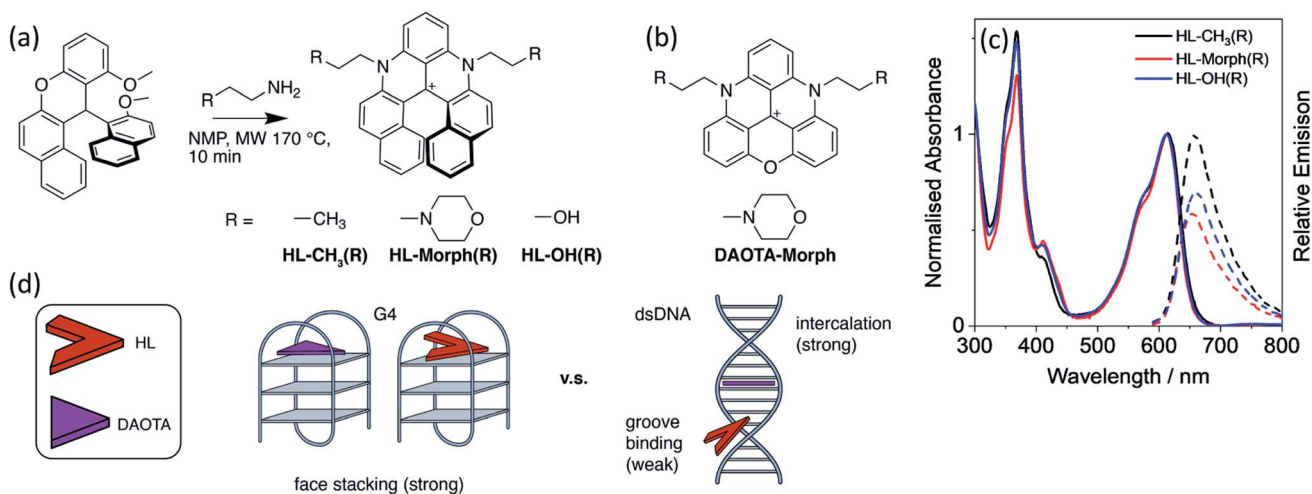 (a)
O
O
O
R
NH2
NMP, MW 170 °C,
10 min
R
R
N
N
+
R =
—CH3
—N
O
—OH
HL-CH3(R)
HL-Morph(R)
HL-OH(R)
(b)
R
R
N
N
+
O
—N
O
DAOTA-Morph
(c)
HL-CH3(R)
HL-Morph(R)
HL-OH(R)
Normalised Absorbance
Relative Emisison
1
0
300 400 500 600 700 800
Wavelength / nm
(d)
HL
DAOTA
G4
face stacking (strong)
v.s.
dsDNA
intercalation
(strong)
groove
binding
(weak)